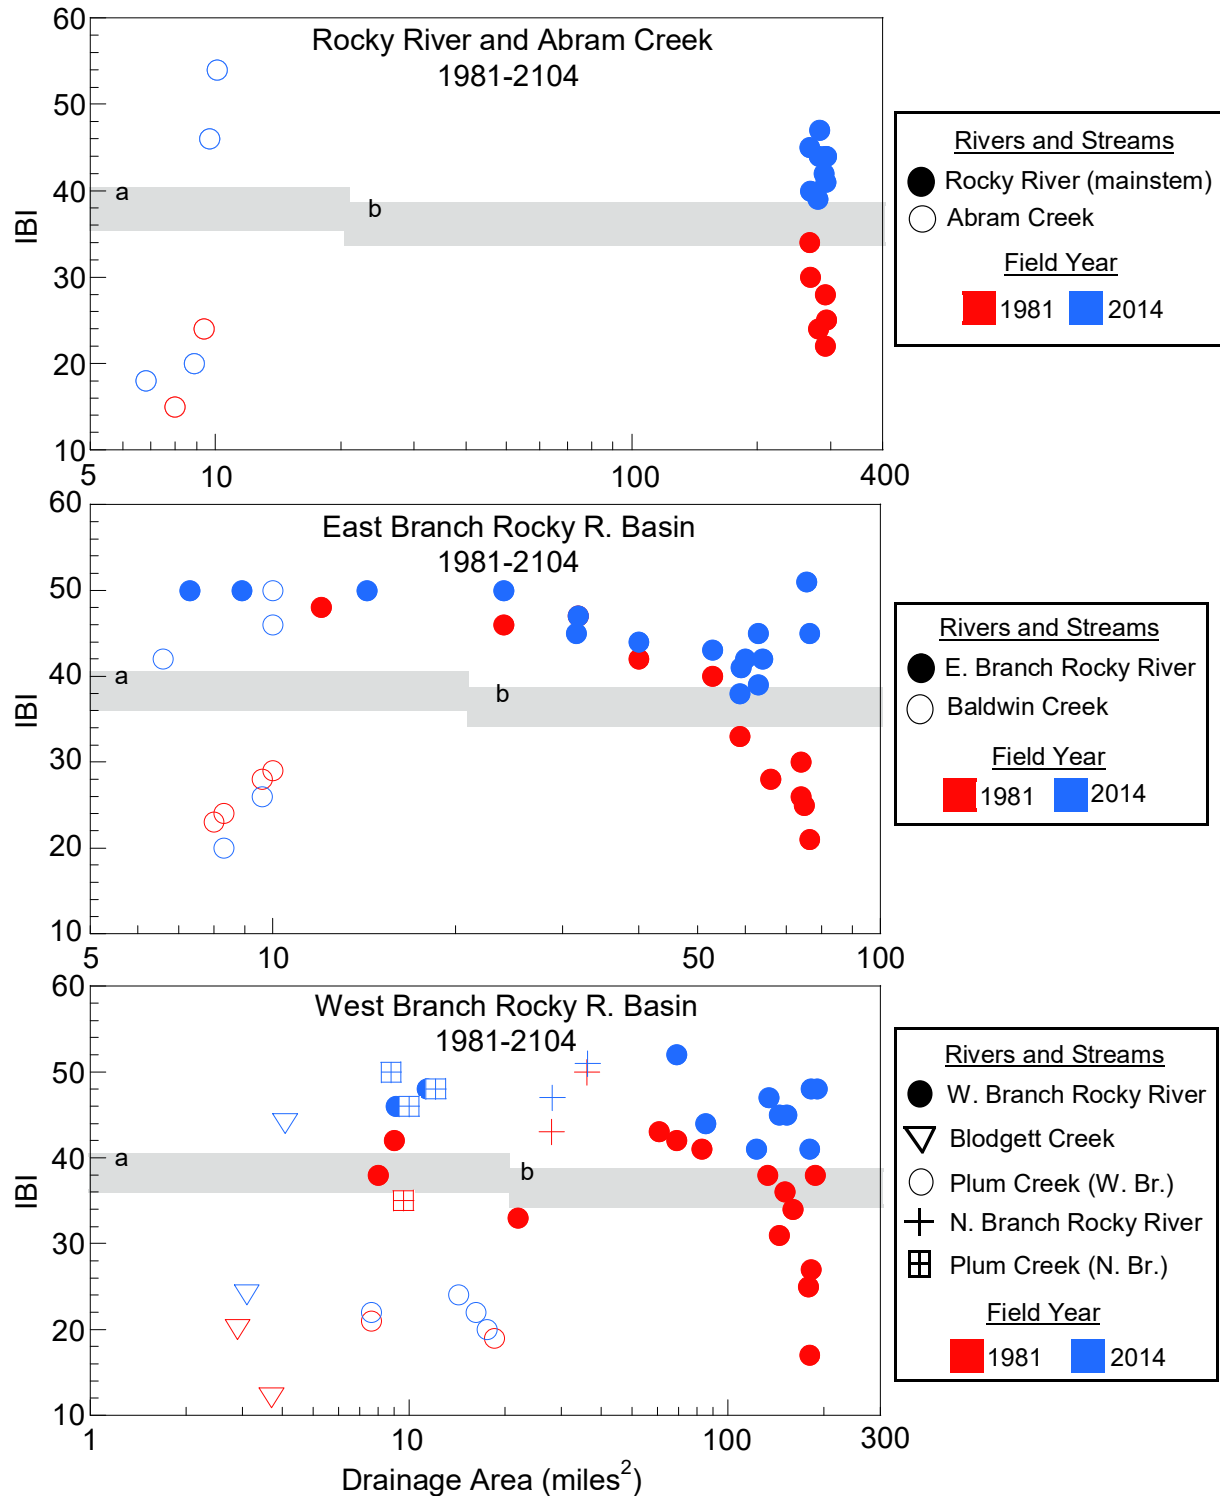 Rocky River and Abram Creek
1981-2104
IBI
60
50
40
30
20
10
a
b
5
10
100
400
Rivers and Streams
Rocky River (mainstem)
Abram Creek
Field Year
1981
2014
East Branch Rocky R. Basin
1981-2104
IBI
60
50
40
30
20
10
a
b
5
10
50
100
Rivers and Streams
E. Branch Rocky River
Baldwin Creek
Field Year
1981
2014
West Branch Rocky R. Basin
1981-2104
IBI
60
50
40
30
20
10
a
b
1
10
100
300
Drainage Area (miles²)
Rivers and Streams
W. Branch Rocky River
Blodgett Creek
Plum Creek (W. Br.)
N. Branch Rocky River
Plum Creek (N. Br.)
Field Year
1981
2014